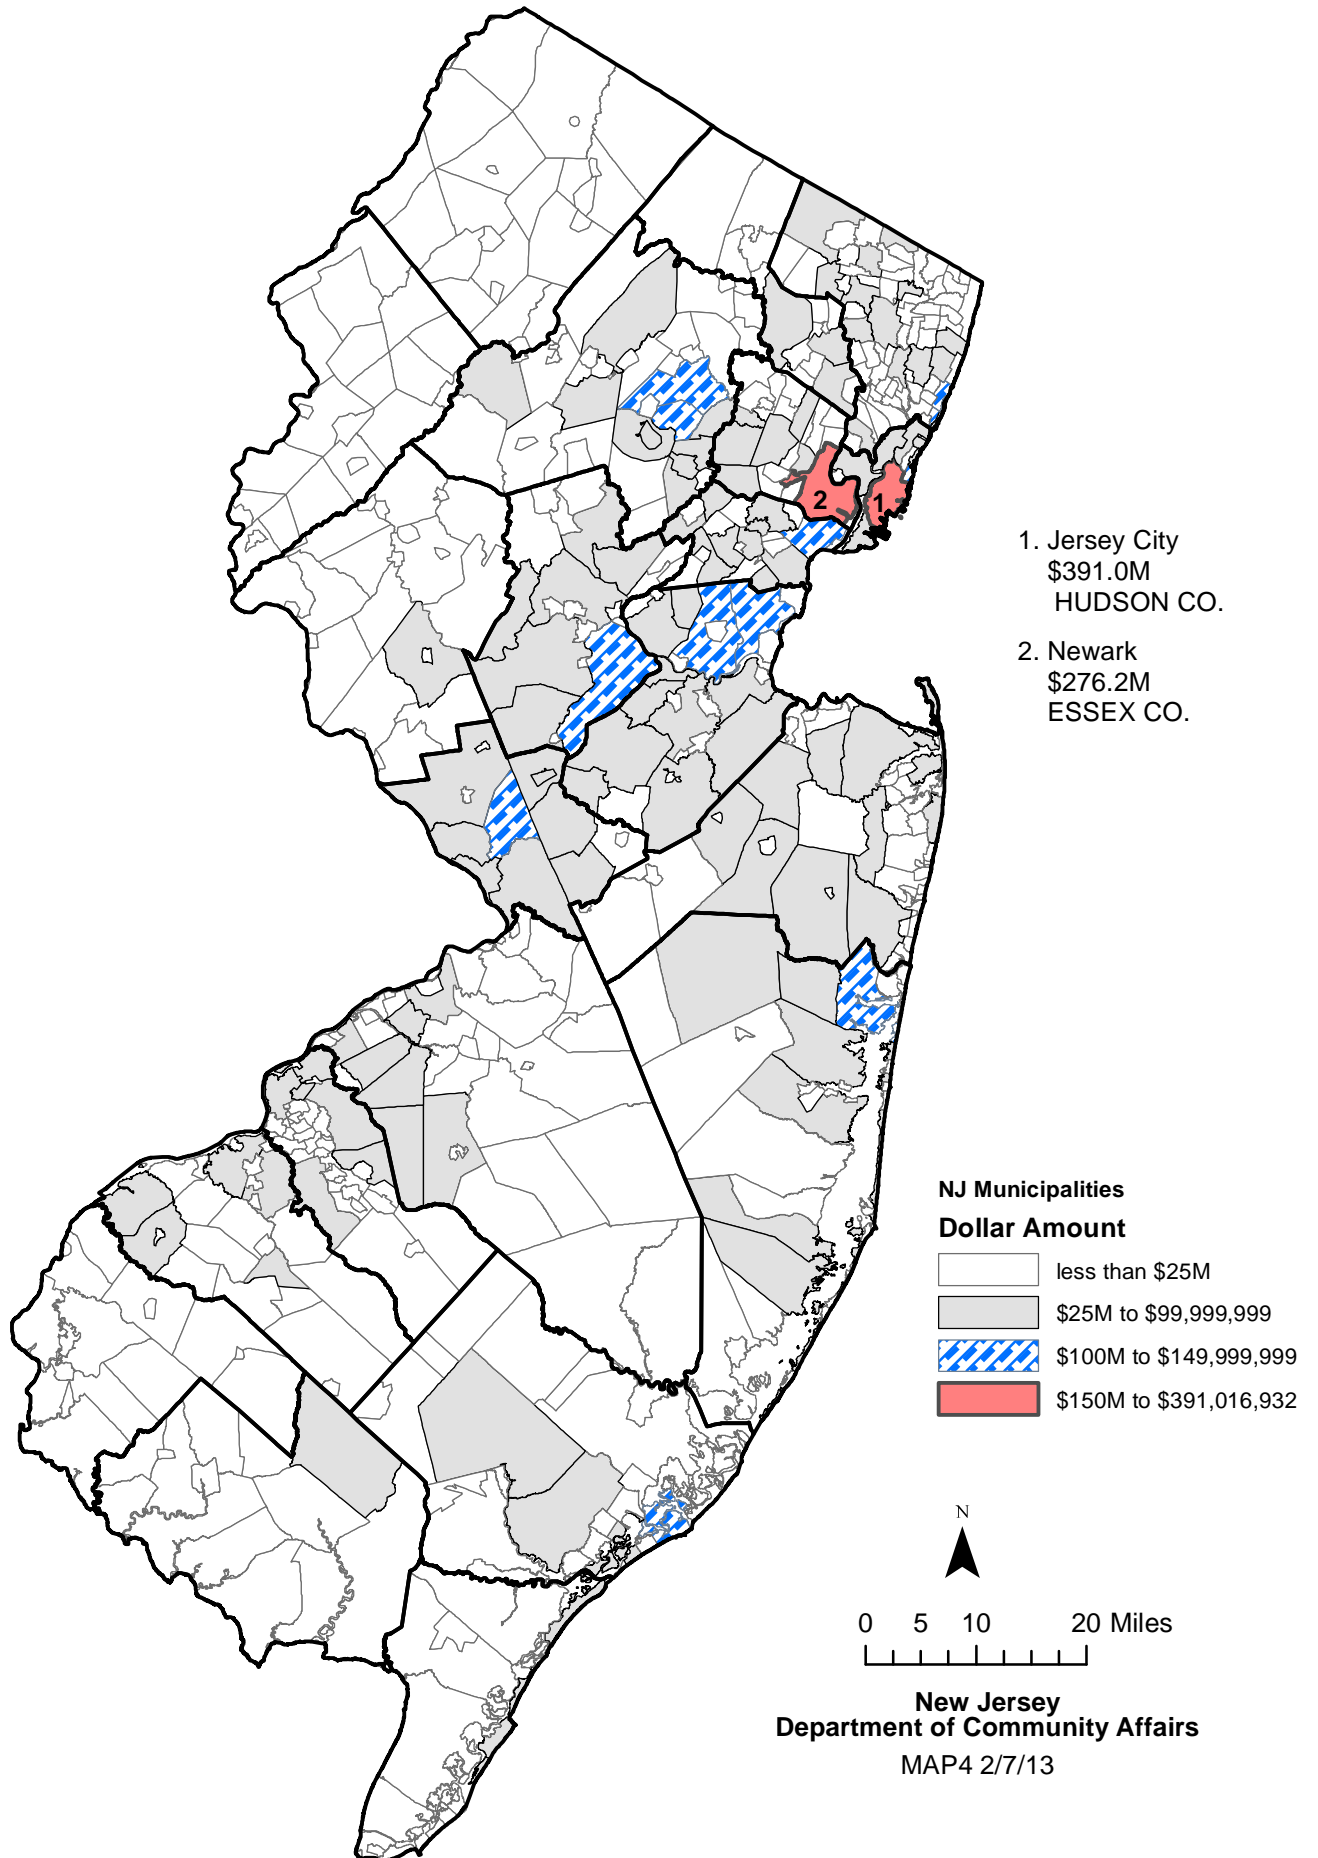 2
1
1. Jersey City
$391.0M
HUDSON CO.
2. Newark
$276.2M
ESSEX CO.
NJ Municipalities
Dollar Amount
less than $25M
$25M to $99,999,999
$100M to $149,999,999
$150M to $391,016,932
N
0 5 10 20 Miles
New Jersey
Department of Community Affairs
MAP4 2/7/13